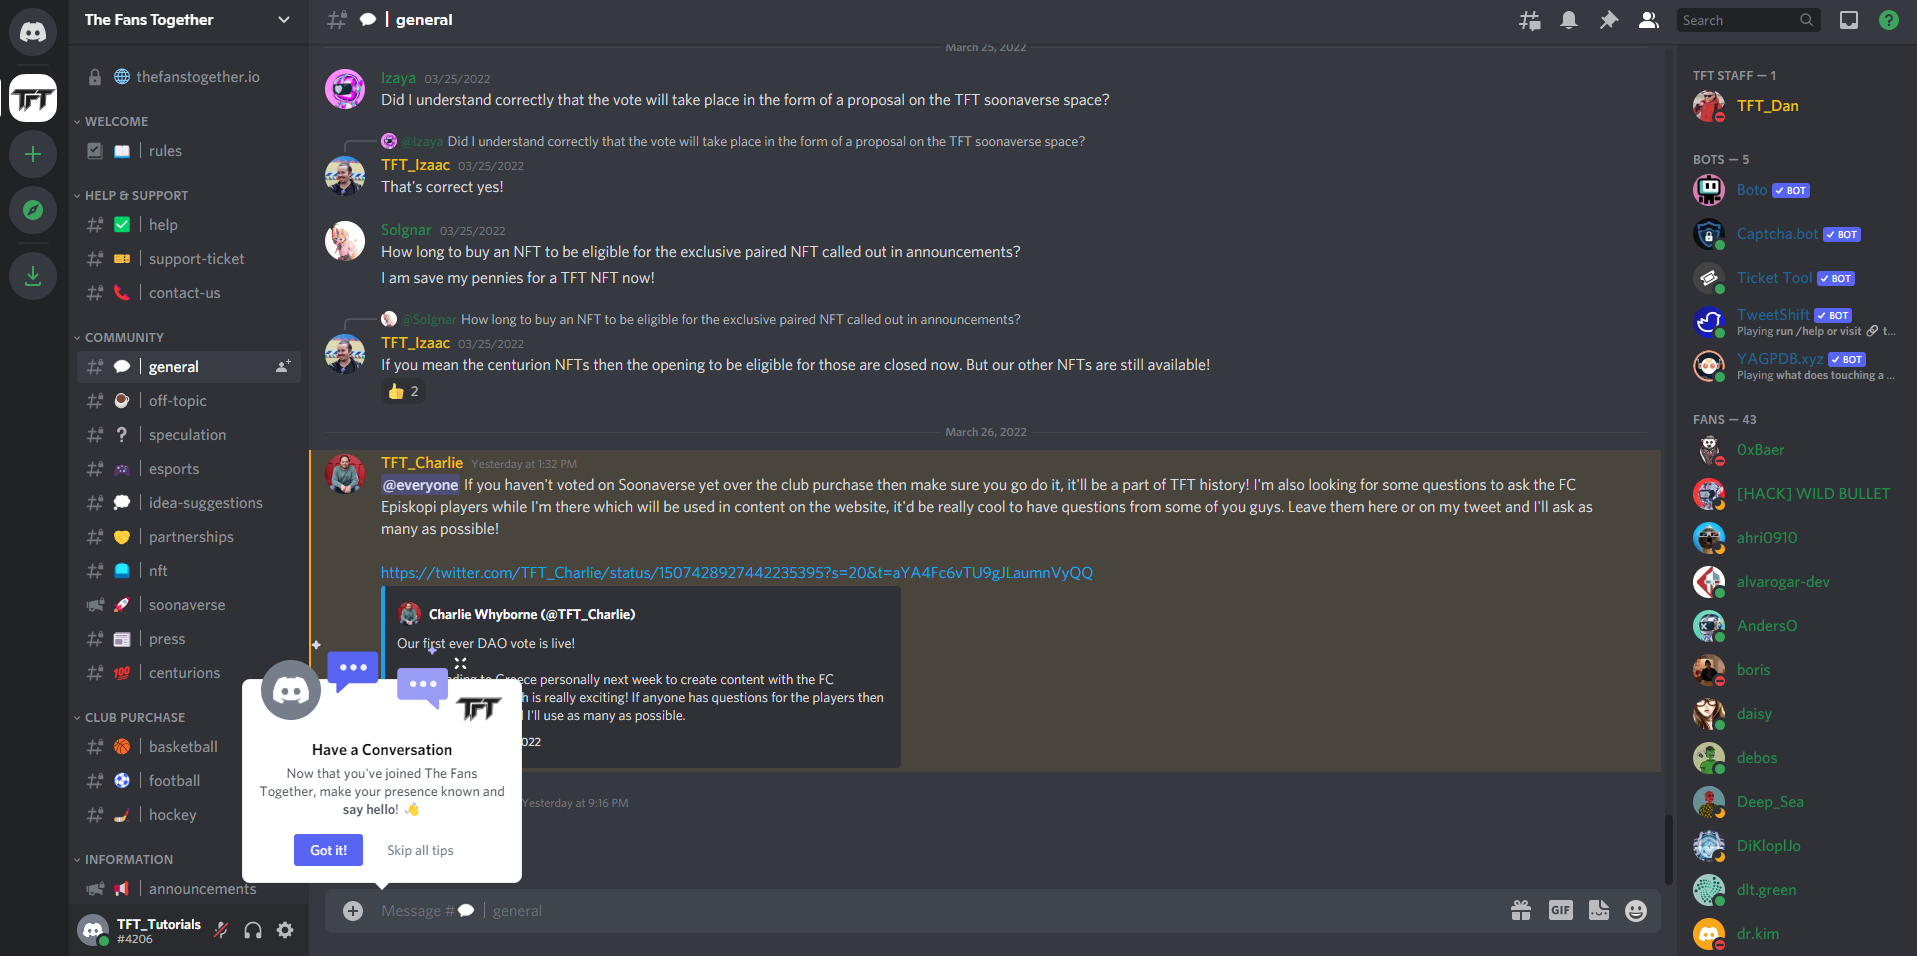 TFT
The Fans Together
thefanstogether.io
WELCOME
rules
HELP & SUPPORT
help
support-ticket
contact-us
COMMUNITY
general
off-topic
speculation
esports
idea-suggestions
partnerships
nft
soonaverse
press
centurions
CLUB PURCHASE
basketball
football
hockey
INFORMATION
announcements
TFT_Tutorials
#4206
| general
Search
March 25, 2022
Izaya 03/25/2022
Did I understand correctly that the vote will take place in the form of a proposal on the TFT soonaverse space?
@Izaya Did I understand correctly that the vote will take place in the form of a proposal on the TFT soonaverse space?
TFT_Izaac 03/25/2022
That's correct yes!
Solgnar 03/25/2022
How long to buy an NFT to be eligible for the exclusive paired NFT called out in announcements?
I am save my pennies for a TFT NFT now!
@Solgnar How long to buy an NFT to be eligible for the exclusive paired NFT called out in announcements?
TFT_Izaac 03/25/2022
If you mean the centurion NFTs then the opening to be eligible for those are closed now. But our other NFTs are still available!
👍 2
March 26, 2022
TFT_Charlie Yesterday at 1:32 PM
@everyone If you haven't voted on Soonaverse yet over the club purchase then make sure you go do it, it'll be a part of TFT history! I'm also looking for some questions to ask the FC
Episkopi players while I'm there which will be used in content on the website, it'd be really cool to have questions from some of you guys. Leave them here or on my tweet and I'll ask as
many as possible!
https://twitter.com/TFT_Charlie/status/1507428927442235395?s=20&t=aYA4Fc6vTU9gJLaumnVyQQ
Charlie Whyborne (@TFT_Charlie)
Our first ever DAO vote is live!
personally next week to create content with the FC
is really exciting! If anyone has questions for the players then
I'll use as many as possible.
Yesterday at 9:16 PM
TFT
Have a Conversation
Now that you've joined The Fans
Together, make your presence known and
say hello! 👋
Got it! Skip all tips
Message # | general
GIF
TFT STAFF — 1
TFT_Dan
BOTS — 5
Boto ✓ BOT
Captcha.bot ✓ BOT
Ticket Tool ✓ BOT
TweetShift ✓ BOT
Playing run /help or visit 🔗 t...
YAGPDB.xyz ✓ BOT
Playing what does touching a ...
FANS — 43
0xBaer
[HACK] WILD BULLET
ahri0910
alvarogar-dev
AndersO
boris
daisy
debos
Deep_Sea
DiKloplJo
dlt.green
dr.kim